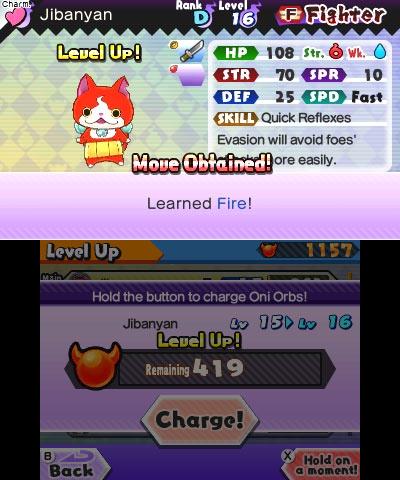 Charm.
Jibanyan
Rank D
Level 16
F Fighter
Level Up!
HP 108 Str. Wk.
STR 70 SPR 10
DEF 25 SPD Fast
SKILL Quick Reflexes
Evasion will avoid foes'
ore easily.
Move Obtained!
Learned Fire!
Level Up
1157
Hold the button to charge Oni Orbs!
Jibanyan Lv 15 Lv 16
Level Up!
Remaining 419
Charge!
B Back
X Hold on
a moment!